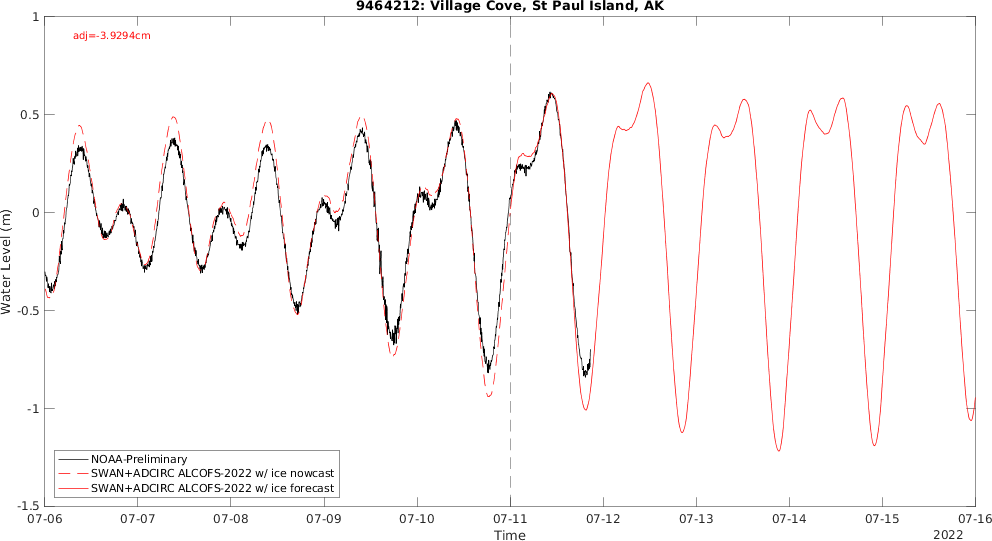 9464212: Village Cove, St Paul Island, AK
adj=-3.9294cm
Water Level (m)
1
0.5
0
-0.5
-1
-1.5
NOAA-Preliminary
SWAN+ADCIRC ALCOFS-2022 w/ ice nowcast
SWAN+ADCIRC ALCOFS-2022 w/ ice forecast
07-06 07-07 07-08 07-09 07-10 07-11 07-12 07-13 07-14 07-15 07-16
Time
2022